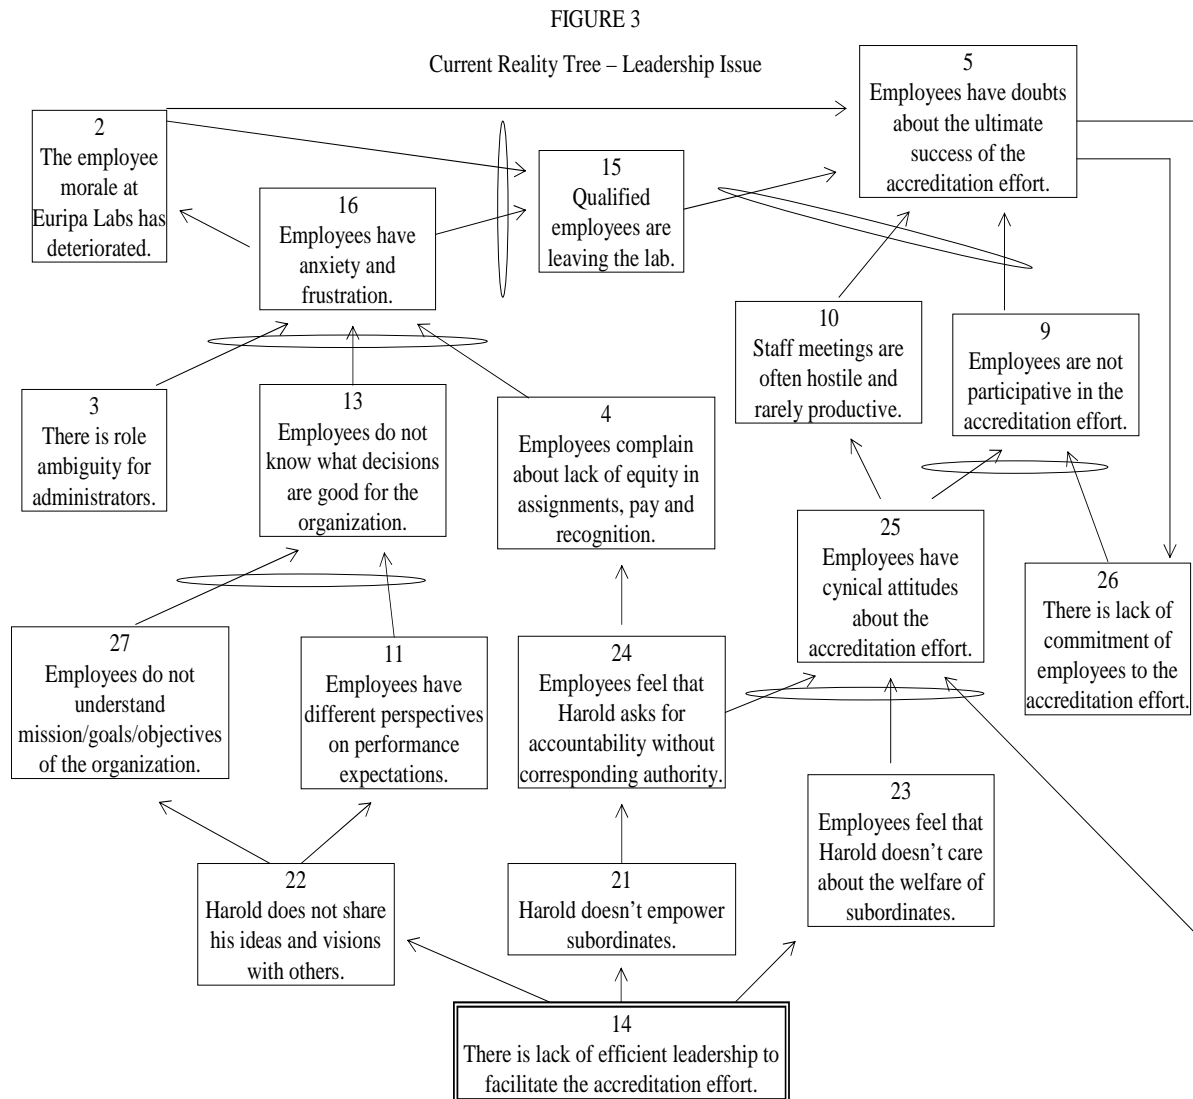 FIGURE 3
Current Reality Tree – Leadership Issue
5
Employees have doubts
about the ultimate
success of the
accreditation effort.
2
The employee
morale at
Euripa Labs has
deteriorated.
15
Qualified
employees are
leaving the lab.
16
Employees have
anxiety and
frustration.
10
Staff meetings are
often hostile and
rarely productive.
9
Employees are not
participative in the
accreditation effort.
3
There is role
ambiguity for
administrators.
13
Employees do not
know what decisions
are good for the
organization.
4
Employees complain
about lack of equity in
assignments, pay and
recognition.
25
Employees have
cynical attitudes
about the
accreditation effort.
26
There is lack of
commitment of
employees to the
accreditation effort.
27
Employees do not
understand
mission/goals/objectives
of the organization.
11
Employees have
different perspectives
on performance
expectations.
24
Employees feel that
Harold asks for
accountability without
corresponding authority.
23
Employees feel that
Harold doesn't care
about the welfare of
subordinates.
22
Harold does not share
his ideas and visions
with others.
21
Harold doesn't empower
subordinates.
14
There is lack of efficient leadership to
facilitate the accreditation effort.